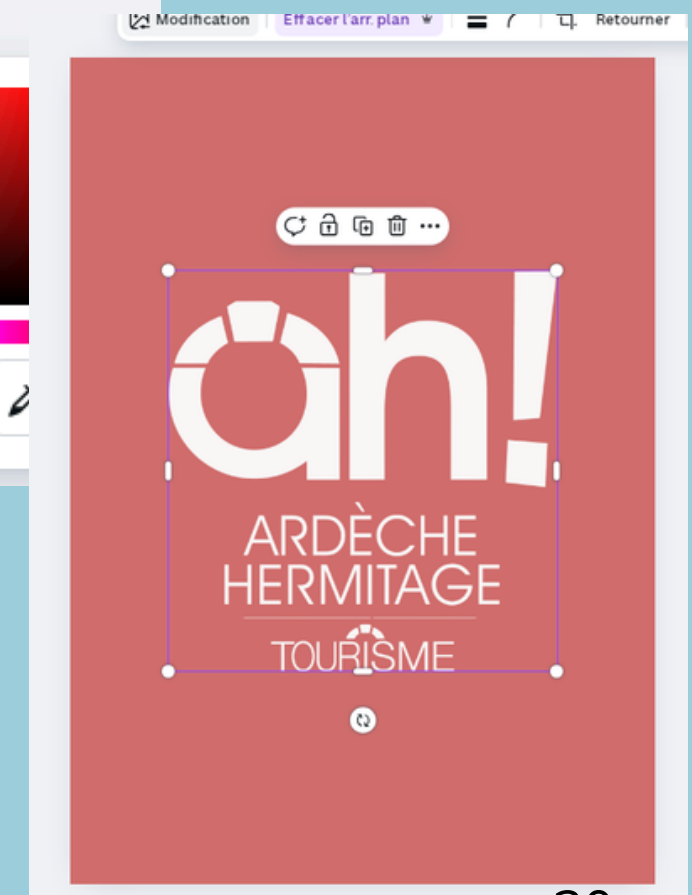 Modification Effacer l'arr. plan Retourner
ah!
ARDÈCHE
HERMITAGE
TOURISME